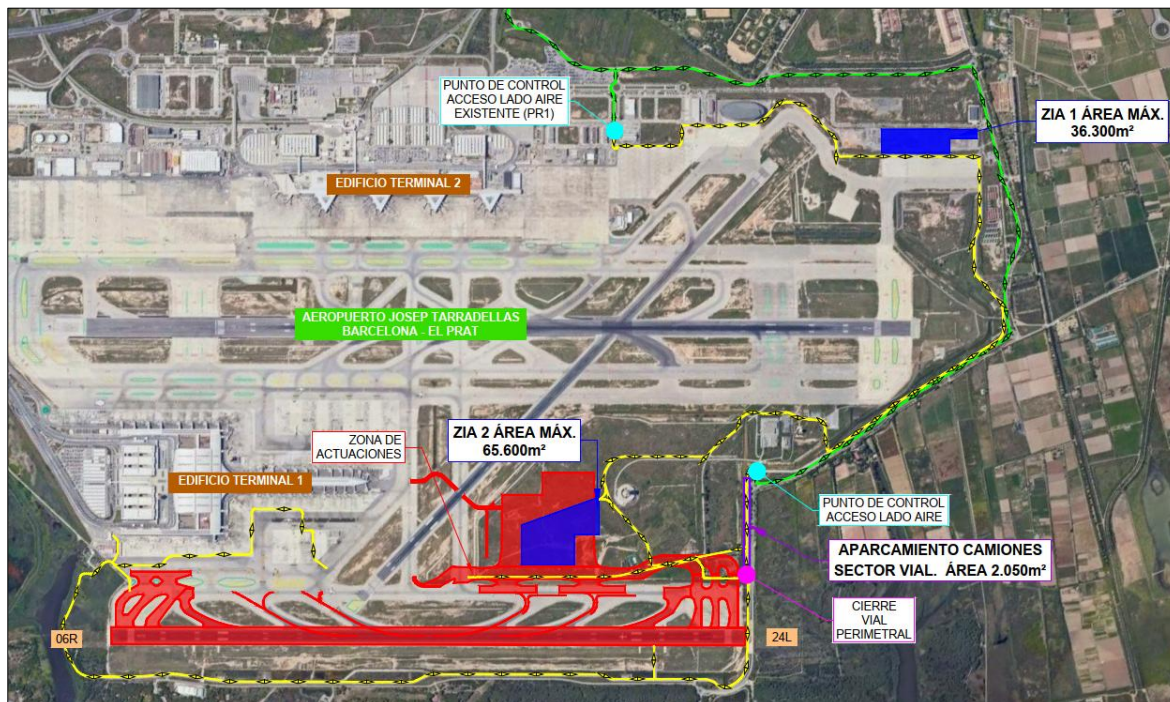 PUNTO DE CONTROL
ACCESO LADO AIRE
EXISTENTE (PR1)
ZIA 1 ÁREA MÁX.
36.300m²
EDIFICIO TERMINAL 2
AEROPUERTO JOSEP TARRADELLAS
BARCELONA - EL PRAT
ZONA DE
ACTUACIONES
ZIA 2 ÁREA MÁX.
65.600m²
EDIFICIO TERMINAL 1
PUNTO DE CONTROL
ACCESO LADO AIRE
APARCAMIENTO CAMIONES
SECTOR VIAL. ÁREA 2.050m²
CIERRE
VIAL
PERIMETRAL
06R
24L